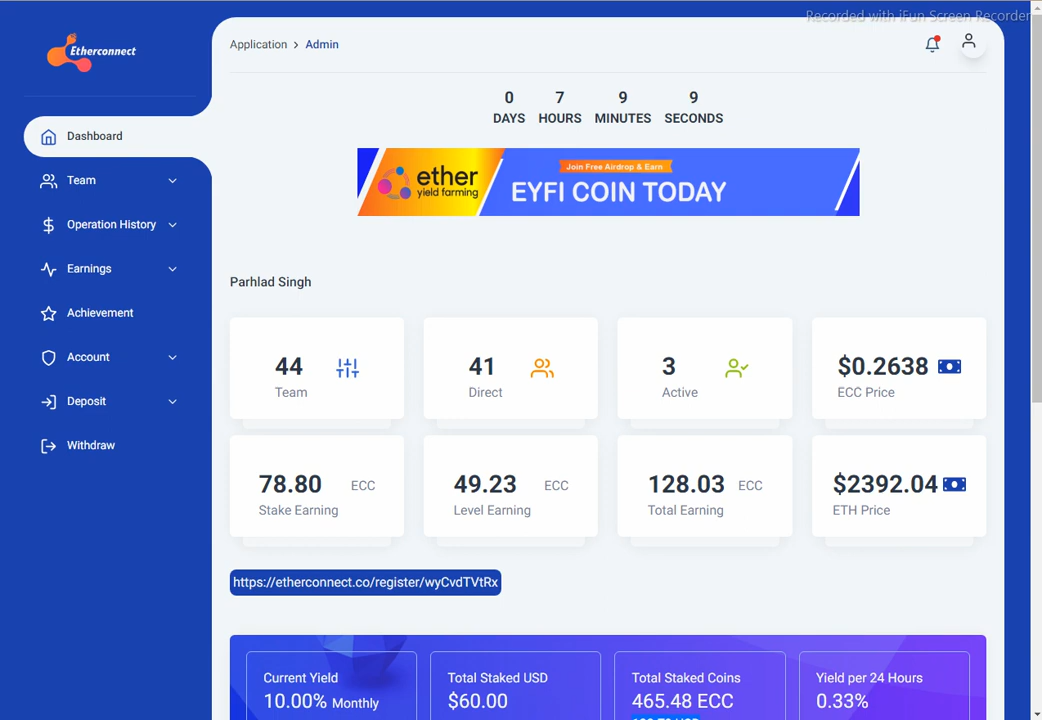 Recorded with iFun Screen Recorder
Etherconnect
Application > Admin
0 7 9 9
DAYS HOURS MINUTES SECONDS
Dashboard
Team
Operation History
Earnings
Achievement
Account
Deposit
Withdraw
ether
yield farming
Join Free Airdrop & Earn
EYFI COIN TODAY
Parhlad Singh
44
Team
41
Direct
3
Active
$0.2638
ECC Price
78.80 ECC
Stake Earning
49.23 ECC
Level Earning
128.03 ECC
Total Earning
$2392.04
ETH Price
https://etherconnect.co/register/wyCvdTVtRx
Current Yield
10.00% Monthly
Total Staked USD
$60.00
Total Staked Coins
465.48 ECC
Yield per 24 Hours
0.33%